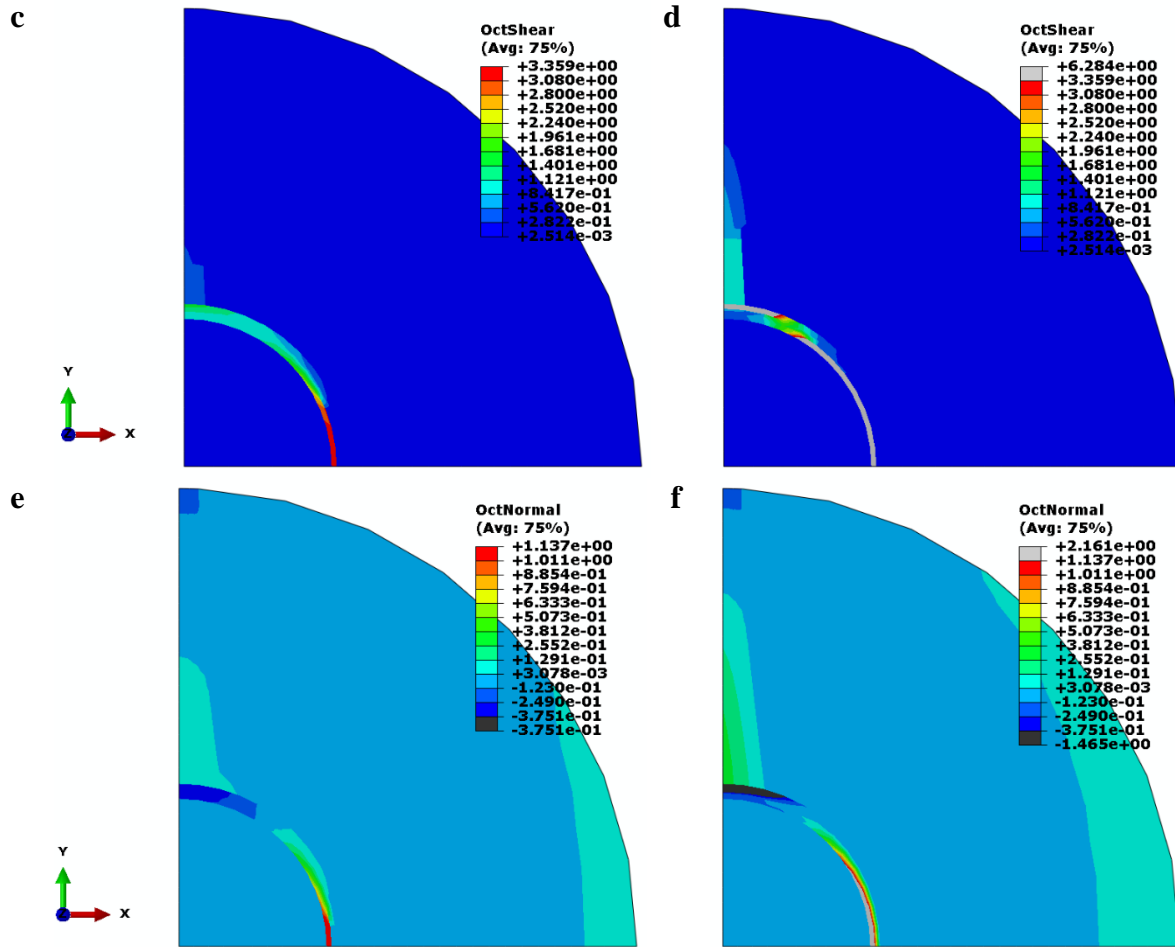 c
OctShear
(Avg: 75%)
+3.359e+00
+3.080e+00
+2.800e+00
+2.520e+00
+2.240e+00
+1.961e+00
+1.681e+00
+1.401e+00
+1.121e+00
+8.417e-01
+5.620e-01
+2.822e-01
+2.514e-03
Y
Z
X
d
OctShear
(Avg: 75%)
+6.284e+00
+3.359e+00
+3.080e+00
+2.800e+00
+2.520e+00
+2.240e+00
+1.961e+00
+1.681e+00
+1.401e+00
+1.121e+00
+8.417e-01
+5.620e-01
+2.822e-01
+2.514e-03
e
OctNormal
(Avg: 75%)
+1.137e+00
+1.011e+00
+8.854e-01
+7.594e-01
+6.333e-01
+5.073e-01
+3.812e-01
+2.552e-01
+1.291e-01
+3.078e-03
-1.230e-01
-2.490e-01
-3.751e-01
-3.751e-01
Y
Z
X
f
OctNormal
(Avg: 75%)
+2.161e+00
+1.137e+00
+1.011e+00
+8.854e-01
+7.594e-01
+6.333e-01
+5.073e-01
+3.812e-01
+2.552e-01
+1.291e-01
+3.078e-03
-1.230e-01
-2.490e-01
-3.751e-01
-1.465e+00